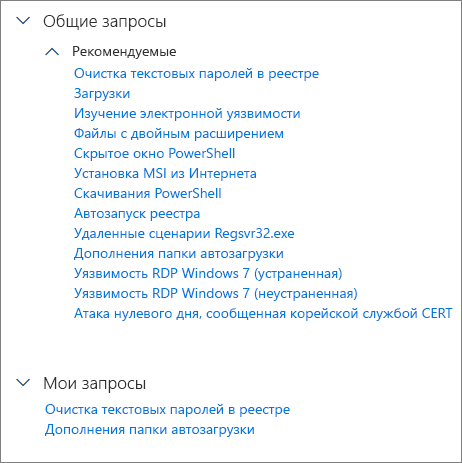 Общие запросы
Рекомендуемые
Очистка текстовых паролей в реестре
Загрузки
Изучение электронной уязвимости
Файлы с двойным расширением
Скрытое окно PowerShell
Установка MSI из Интернета
Скачивания PowerShell
Автозапуск реестра
Удаленные сценарии Regsvr32.exe
Дополнения папки автозагрузки
Уязвимость RDP Windows 7 (устраненная)
Уязвимость RDP Windows 7 (неустраненная)
Атака нулевого дня, сообщенная корейской службой CERT
Мои запросы
Очистка текстовых паролей в реестре
Дополнения папки автозагрузки